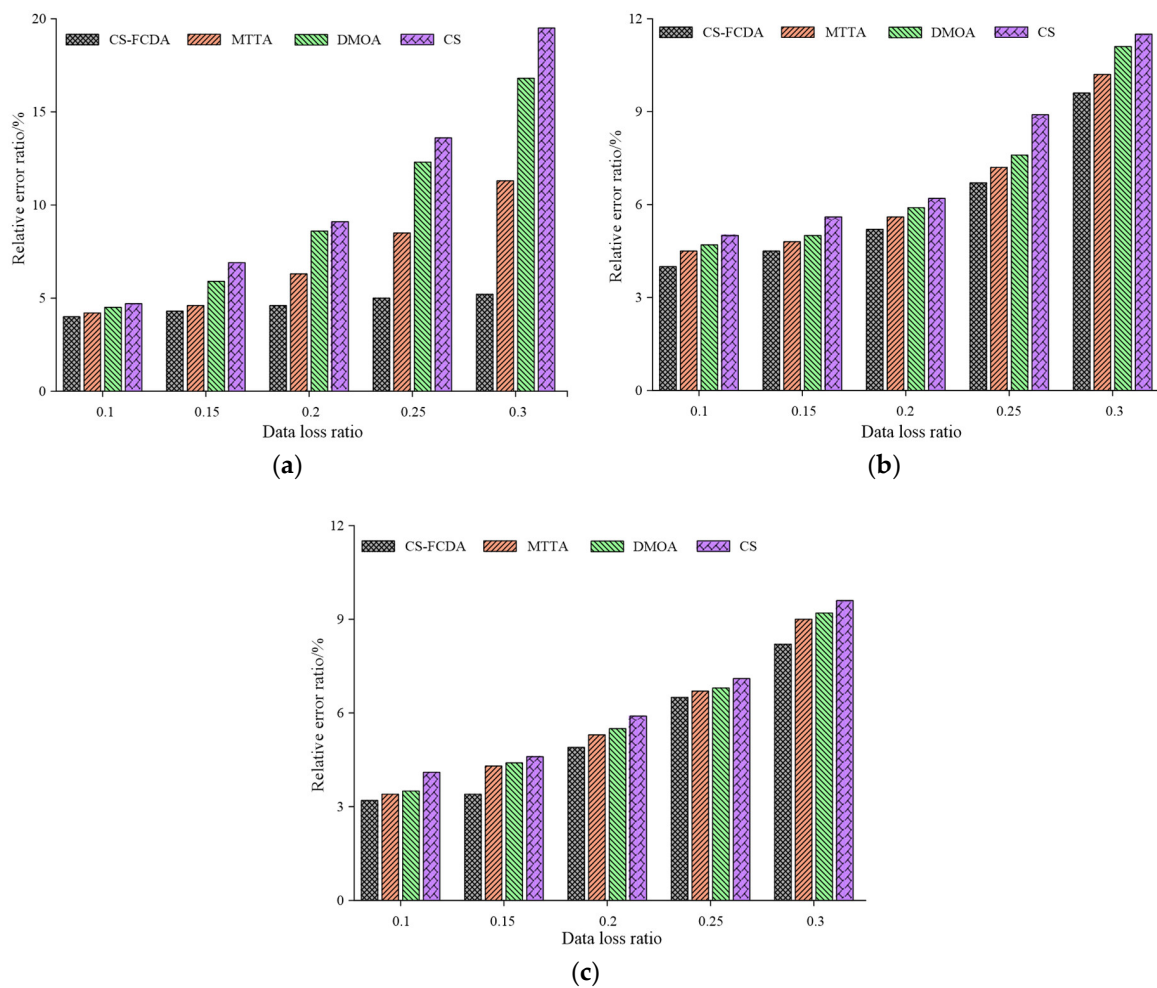 CS-FCDA MTTA DMOA CS
Relative error ratio/%
20
15
10
5
0
0.1 0.15 0.2 0.25 0.3
Data loss ratio
(a)
CS-FCDA MTTA DMOA CS
Relative error ratio/%
12
9
6
3
0
0.1 0.15 0.2 0.25 0.3
Data loss ratio
(b)
CS-FCDA MTTA DMOA CS
Relative error ratio/%
12
9
6
3
0
0.1 0.15 0.2 0.25 0.3
Data loss ratio
(c)